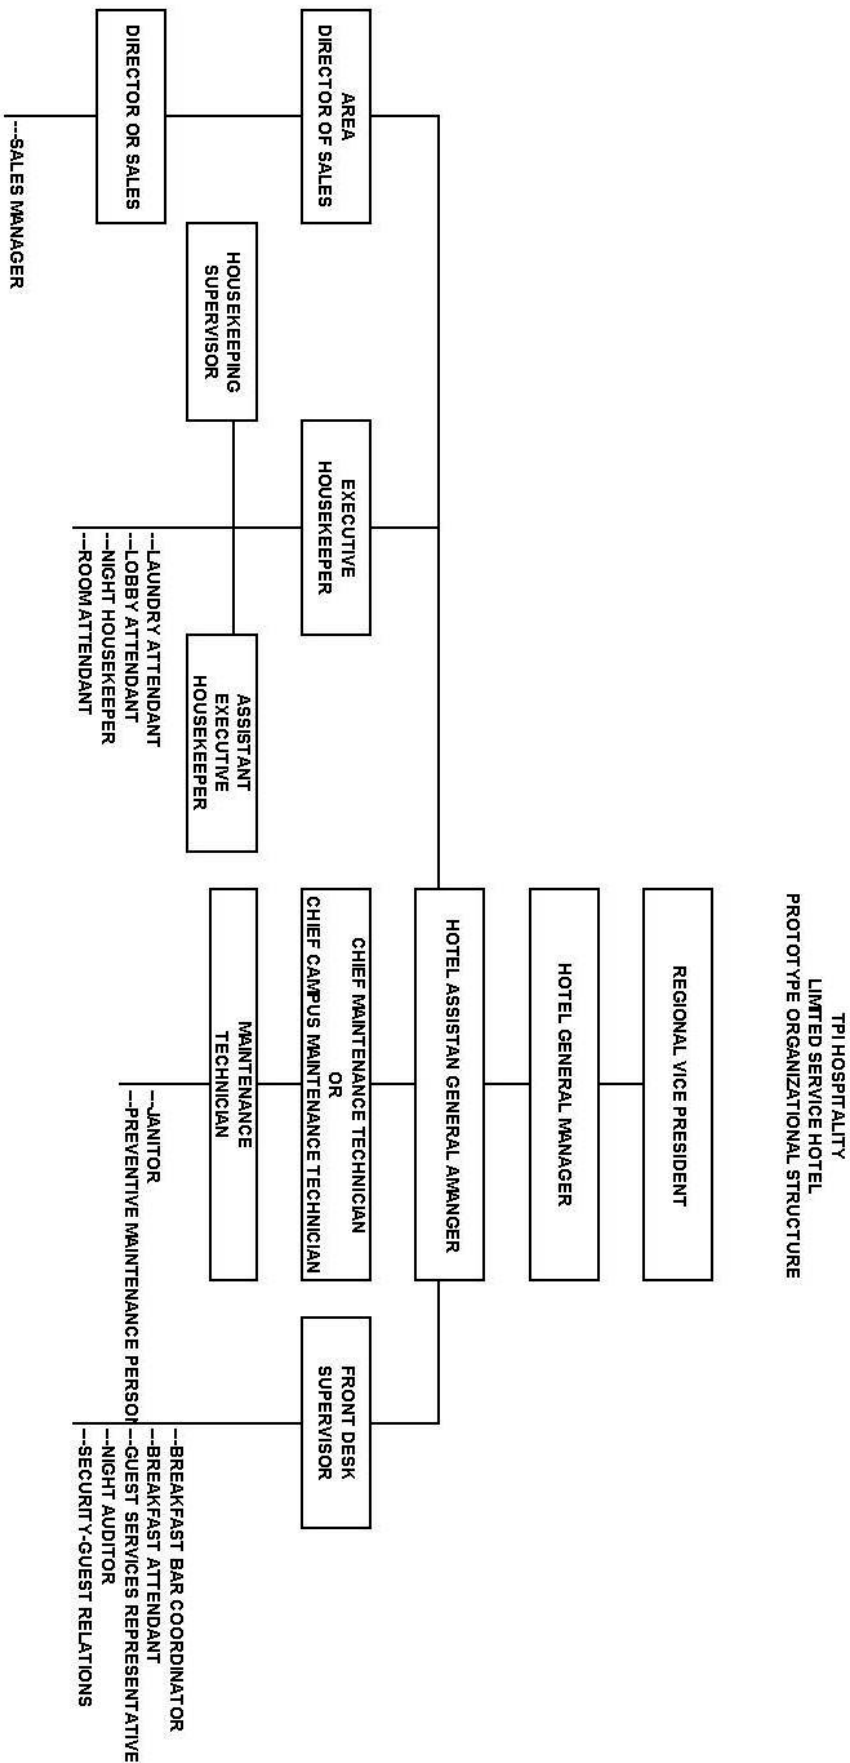 TPI HOSPITALITY
LIMITED SERVICE HOTEL
PROTOTYPE ORGANIZATIONAL STRUCTURE
REGIONAL VICE PRESIDENT
HOTEL GENERAL MANAGER
HOTEL ASSISTAN GENERAL AMANGER
AREA
DIRECTOR OF SALES
EXECUTIVE
HOUSEKEEPER
CHIEF MAINTENANCE TECHNICIAN
OR
CHIEF CAMPUS MAINTENANCE TECHNICIAN
FRONT DESK
SUPERVISOR
DIRECTOR OR SALES
HOUSEKEEPING
SUPERVISOR
ASSISTANT
EXECUTIVE
HOUSEKEEPER
MAINTENANCE
TECHNICIAN
---SALES MANAGER
---LAUNDRY ATTENDANT
---LOBBY ATTENDANT
---NIGHT HOUSEKEEPER
---ROOM ATTENDANT
---JANITOR
---PREVENTIVE MAINTENANCE PERSON
---BREAKFAST BAR COORDINATOR
---BREAKFAST ATTENDANT
---GUEST SERVICES REPRESENTATIVE
---NIGHT AUDITOR
---SECURITY-GUEST RELATIONS